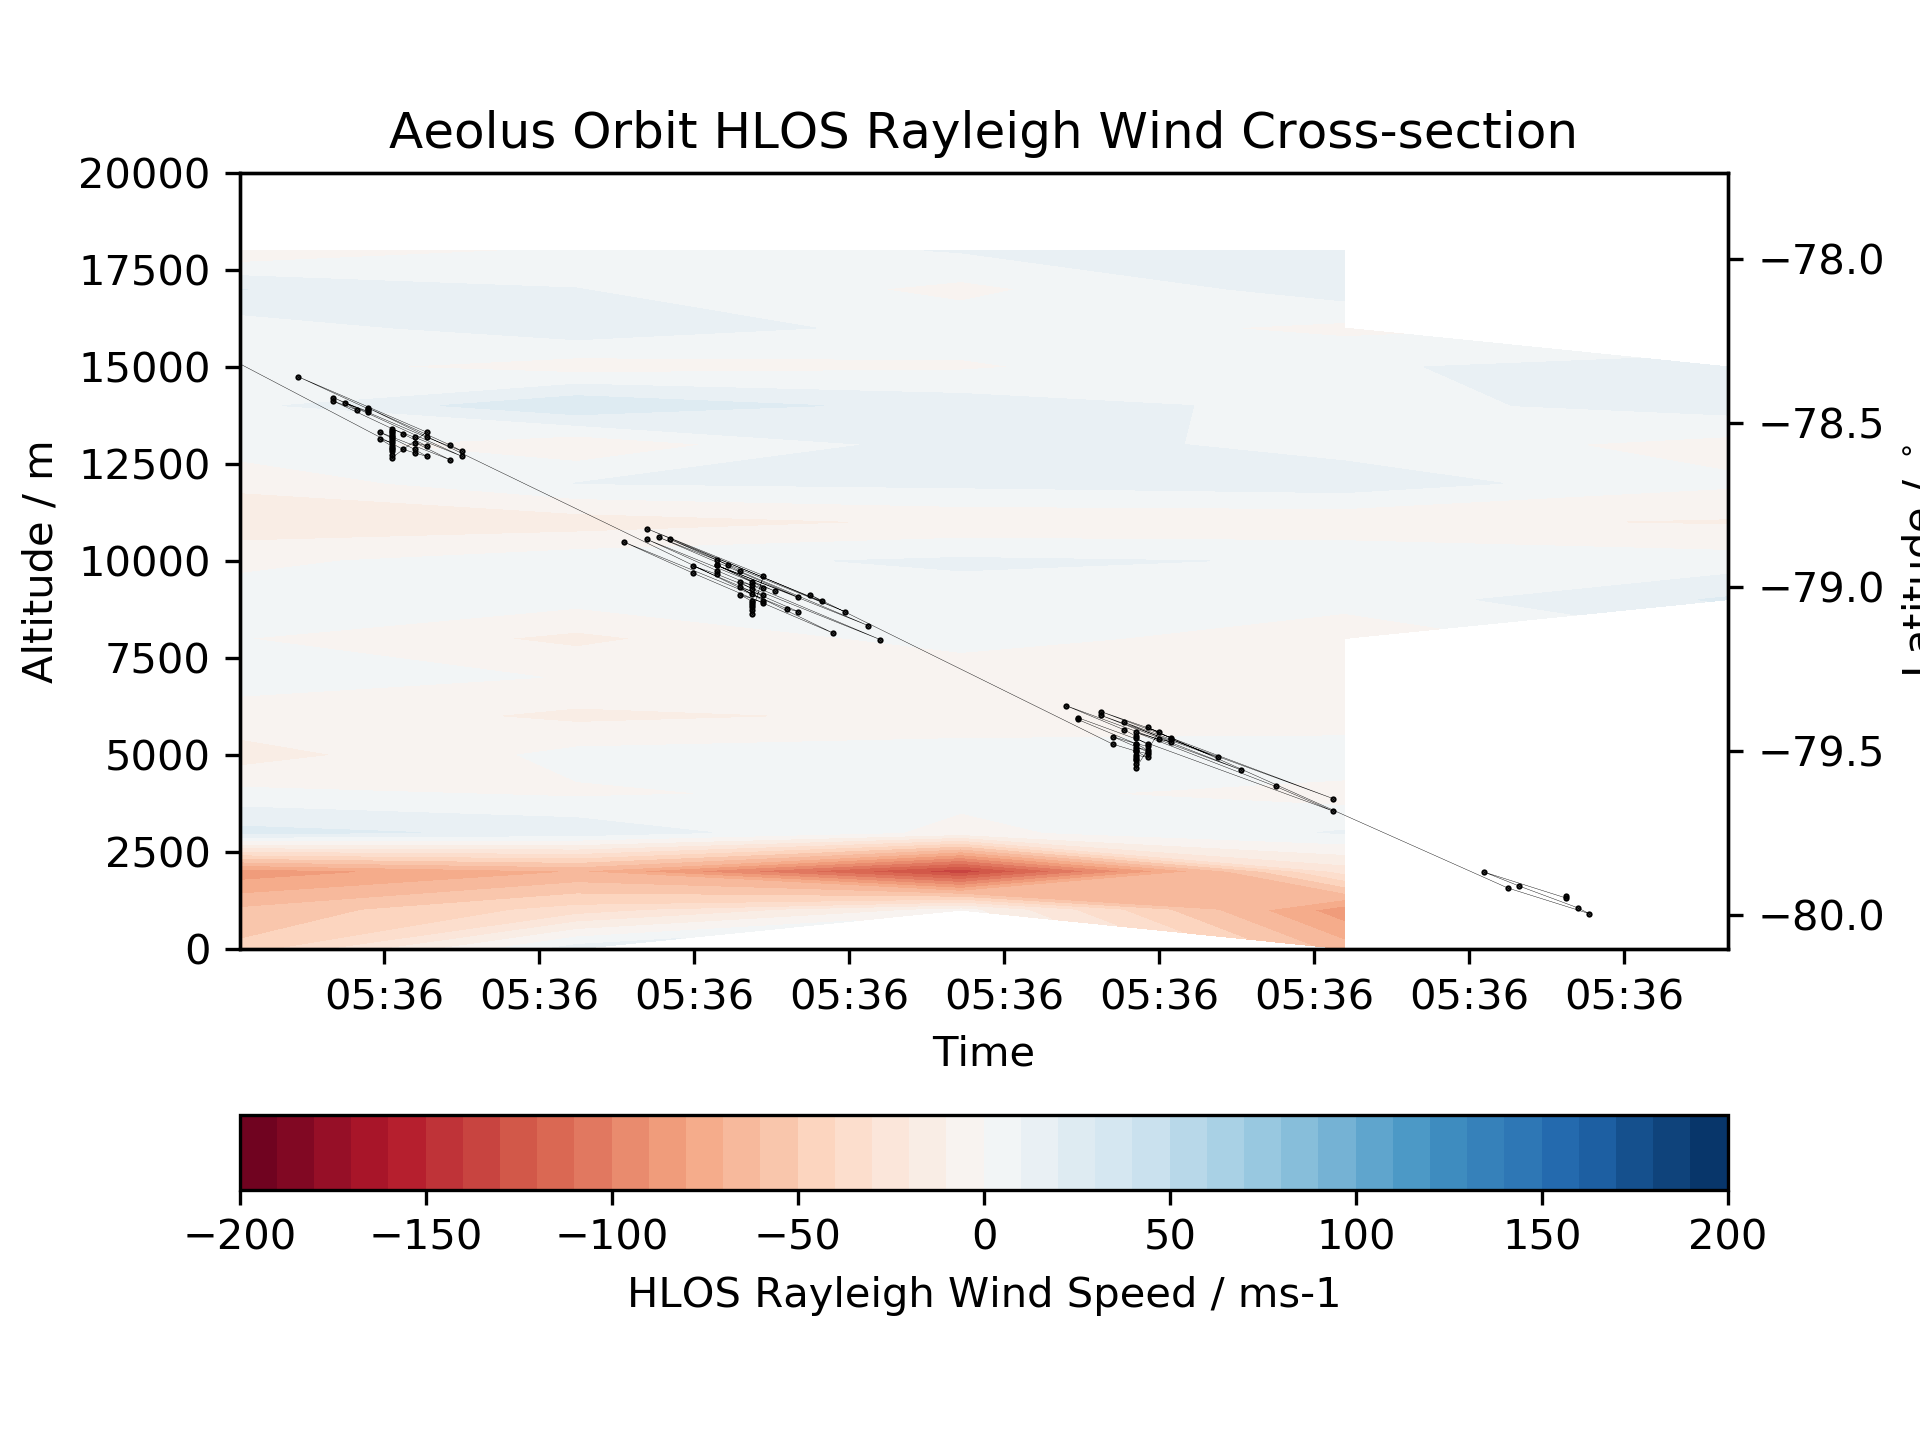 Aeolus Orbit HLOS Rayleigh Wind Cross-section
20000
17500
15000
12500
10000
7500
5000
2500
0
Altitude / m
−78.0
−78.5
−79.0
−79.5
−80.0
Latitude / °
05:36 05:36 05:36 05:36 05:36 05:36 05:36 05:36 05:36
Time
−200 −150 −100 −50 0 50 100 150 200
HLOS Rayleigh Wind Speed / ms-1